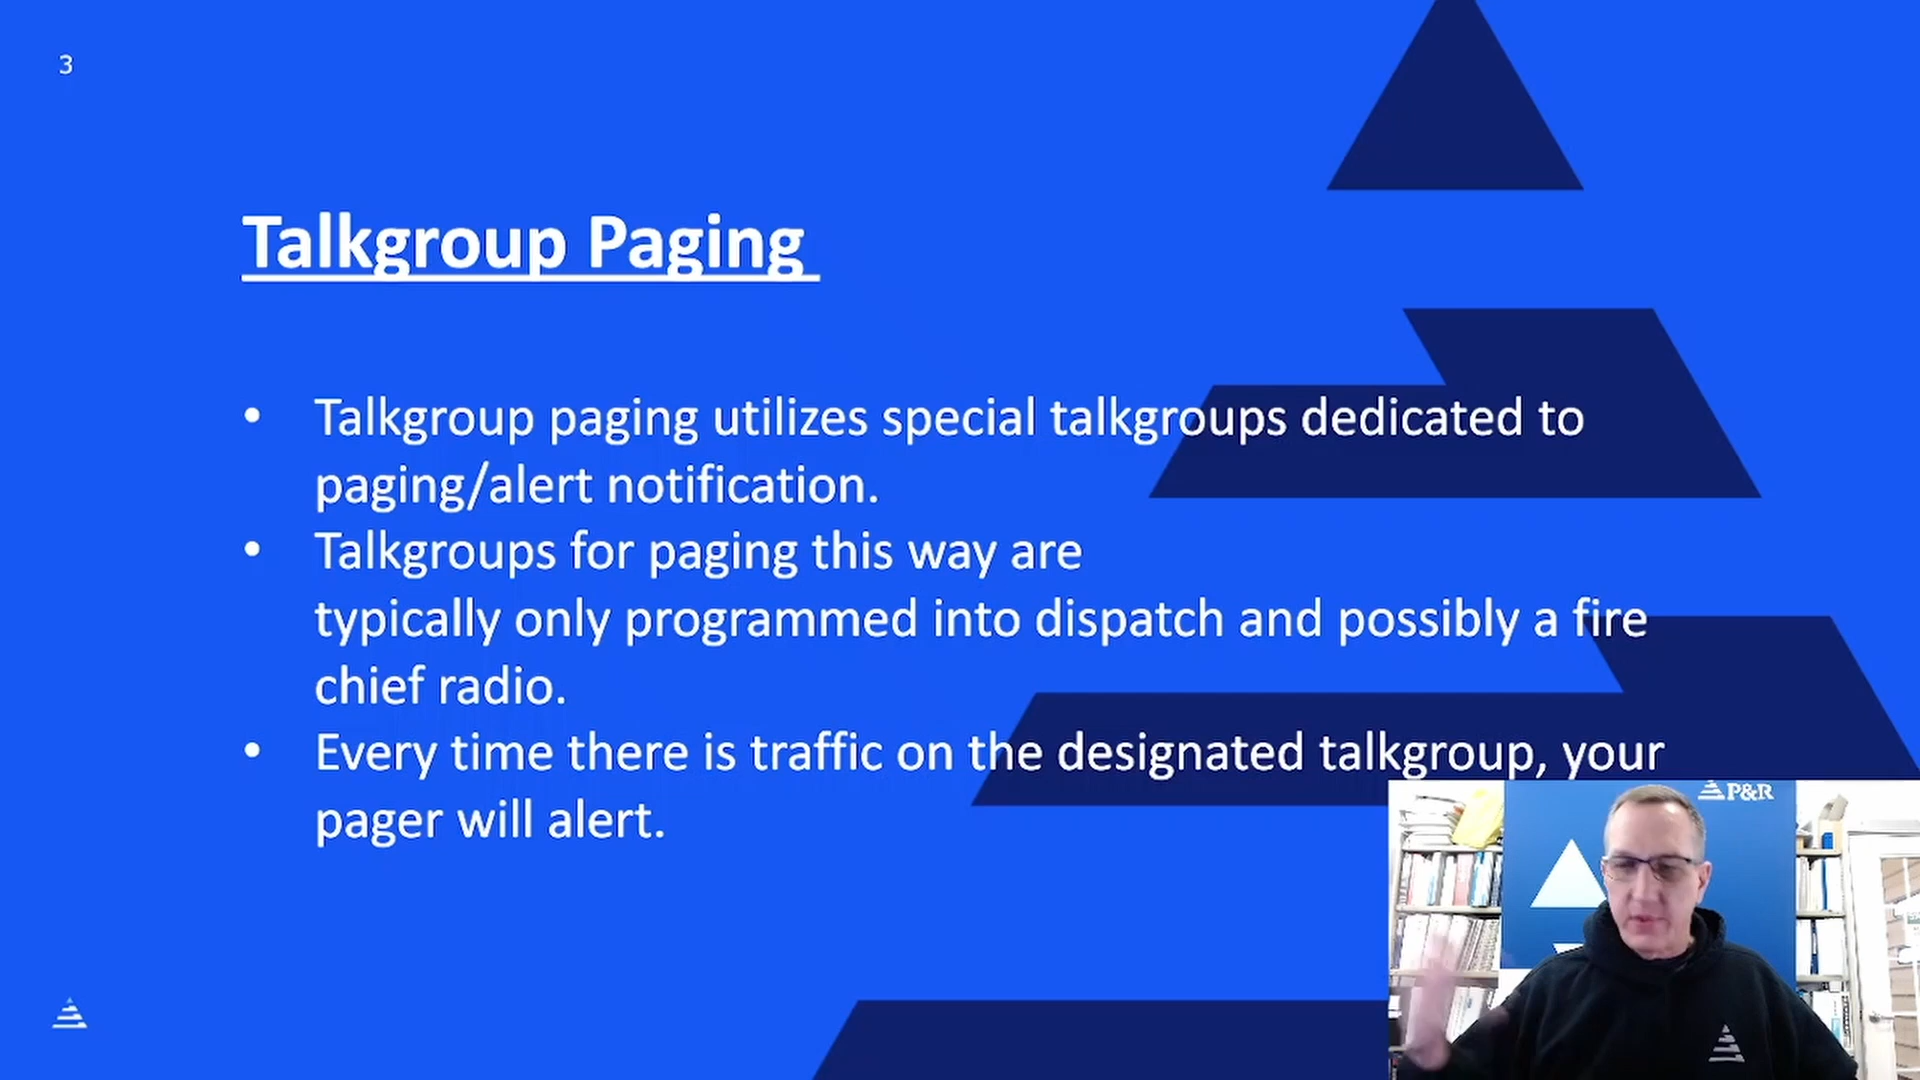 3
Talkgroup Paging
• Talkgroup paging utilizes special talkgroups dedicated to
paging/alert notification.
• Talkgroups for paging this way are
typically only programmed into dispatch and possibly a fire
chief radio.
• Every time there is traffic on the designated talkgroup, your
pager will alert.
P&R